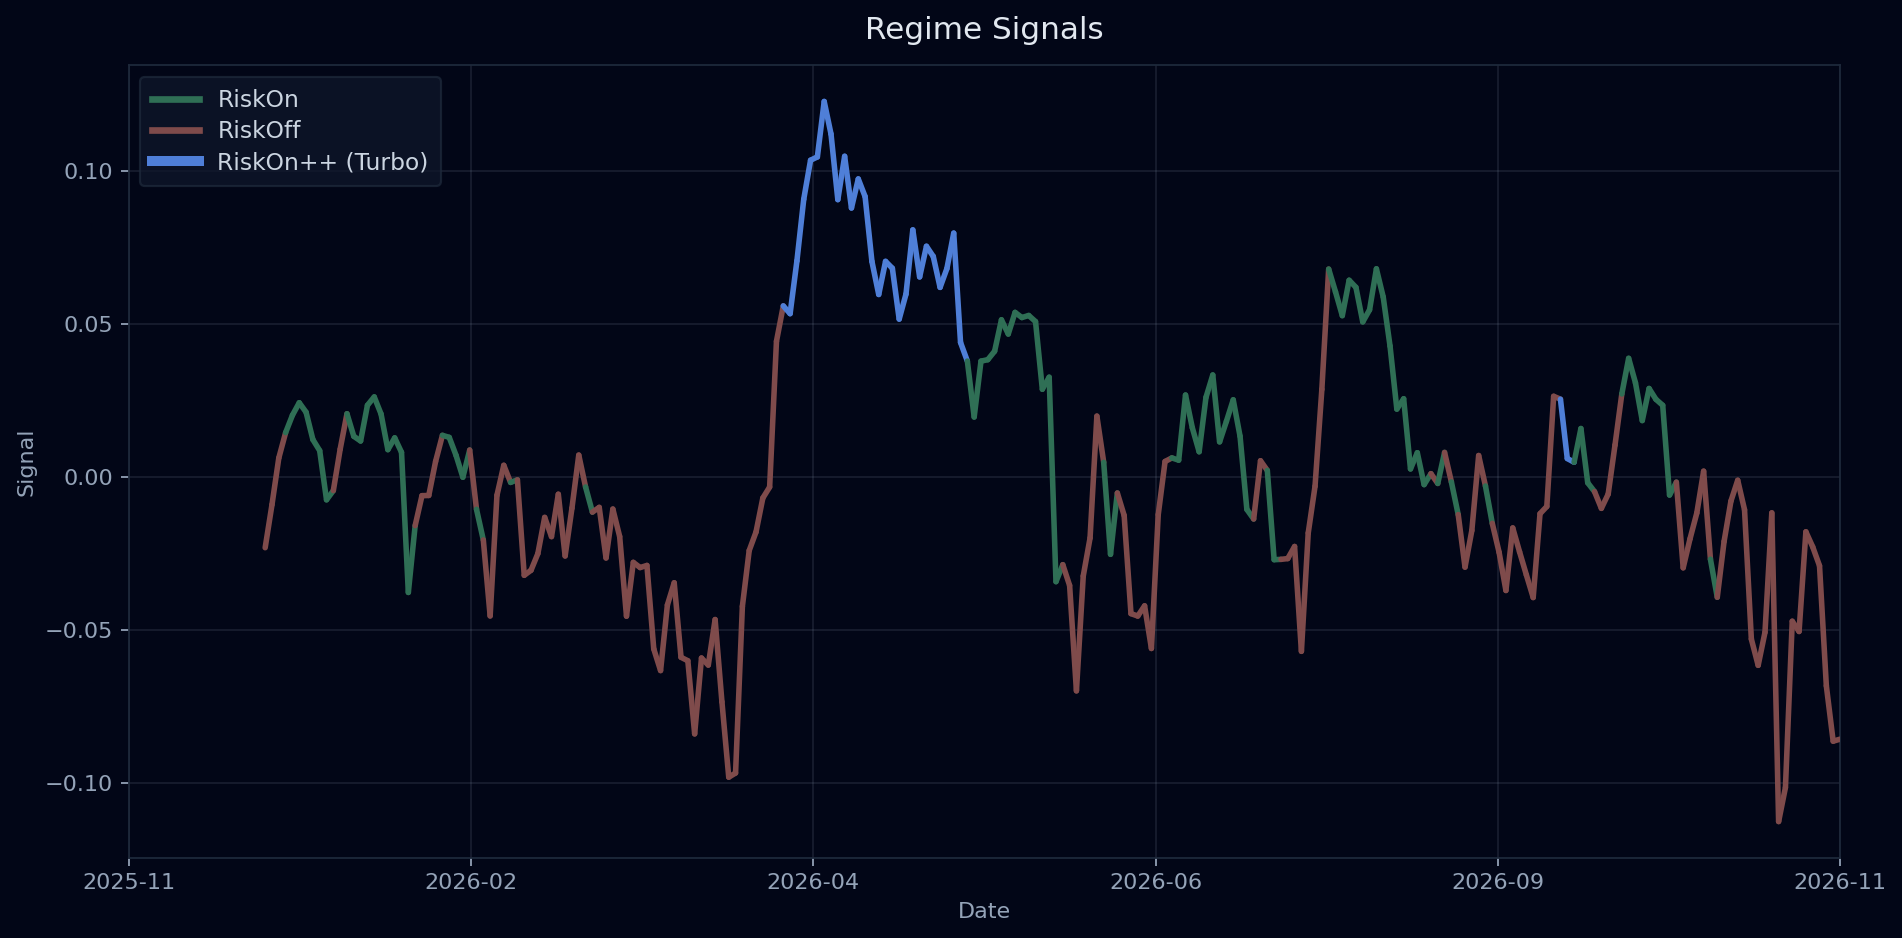 Regime Signals
RiskOn
RiskOff
RiskOn++ (Turbo)
0.10
0.05
0.00
−0.05
−0.10
Signal
2025-11
2026-02
2026-04
2026-06
2026-09
2026-11
Date